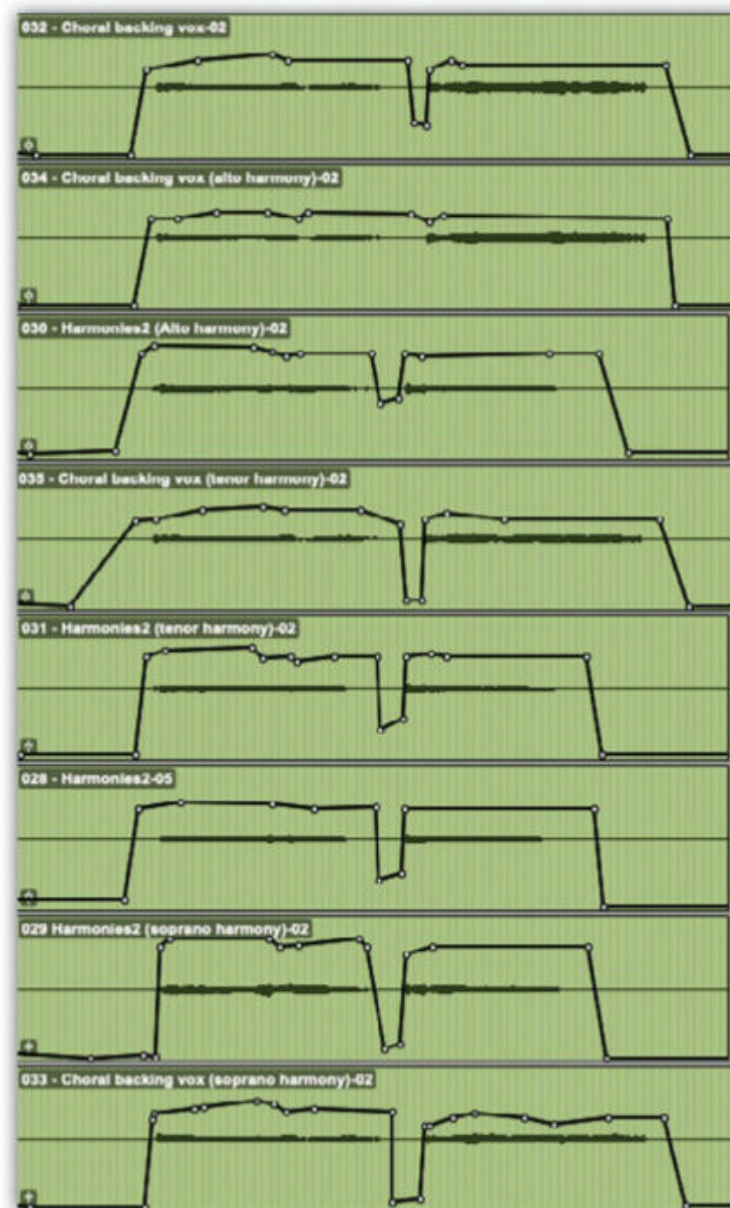 032 - Choral backing vox-02
034 - Choral backing vox (alto harmony)-02
030 - Harmonies2 (Alto harmony)-02
035 - Choral backing vox (tenor harmony)-02
031 - Harmonies2 (tenor harmony)-02
028 - Harmonies2-05
029 Harmonies2 (soprano harmony)-02
033 - Choral backing vox (soprano harmony)-02